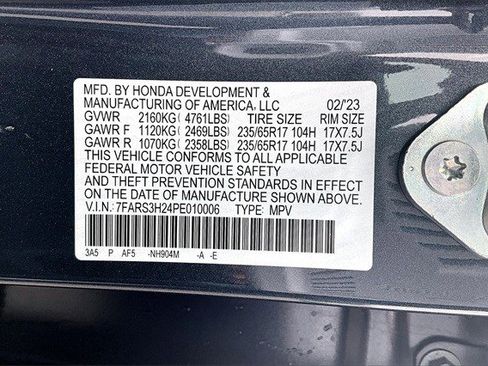 MFD. BY HONDA DEVELOPMENT &
MANUFACTURING OF AMERICA, LLC 02/'23
GVWR 2160KG( 4761LBS) TIRE SIZE RIM SIZE
GAWR F 1120KG( 2469LBS) 235/65R17 104H 17X7.5J
GAWR R 1070KG( 2358LBS) 235/65R17 104H 17X7.5J
THIS VEHICLE CONFORMS TO ALL APPLICABLE
FEDERAL MOTOR VEHICLE SAFETY
AND THEFT PREVENTION STANDARDS IN EFFECT
ON THE DATE OF MANUFACTURE SHOWN ABOVE.
V.I.N.: 7FARS3H24PE010006 TYPE: MPV
3A5 P AF5 -NH904M -A -E